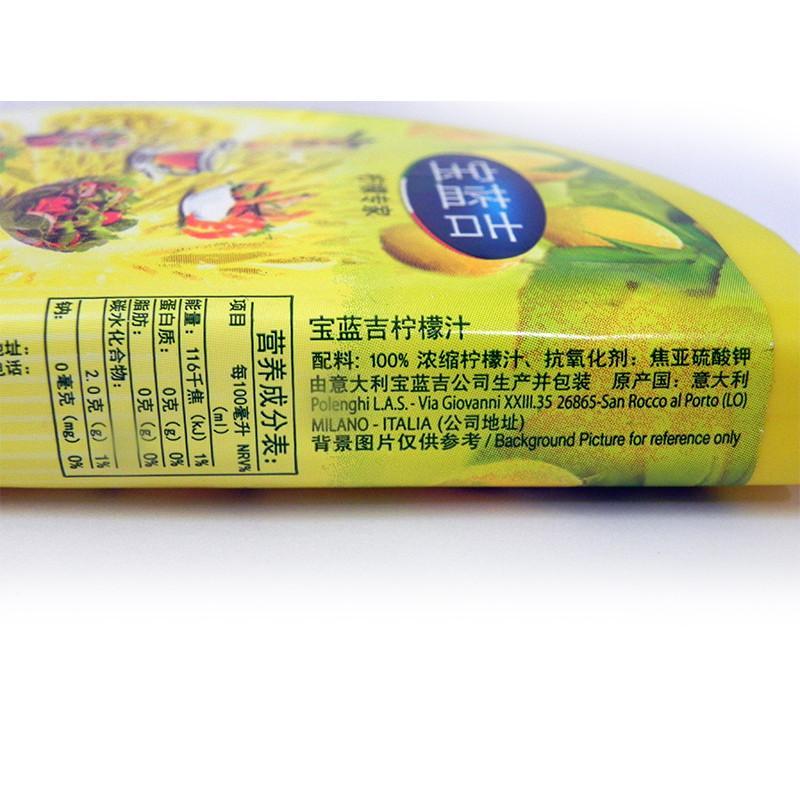 宝蓝吉
柠檬专家
宝蓝吉柠檬汁
配料：100% 浓缩柠檬汁、抗氧化剂：焦亚硫酸钾
由意大利宝蓝吉公司生产并包装 原产国：意大利
Polenghi L.A.S. - Via Giovanni XXIII.35 26865-San Rocco al Porto (LO)
MILANO - ITALIA (公司地址)
背景图片仅供参考 / Background Picture for reference only
营养成分表：
项目 每100毫升 NRV%
(ml)
能量： 116千焦 (kJ) 1%
蛋白质： 0克 (g) 0%
脂肪： 0克 (g) 0%
碳水化合物：
2.0克 (g) 1%
钠： 0毫克 (mg) 0%